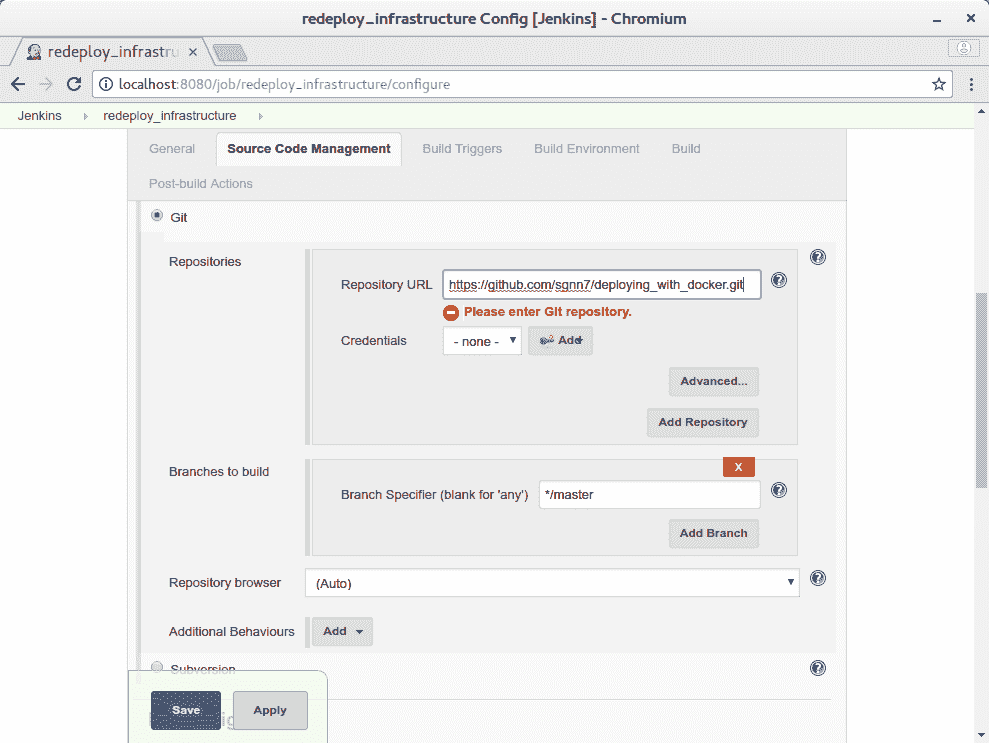 redeploy_infrastructure Config [Jenkins] - Chromium
redeploy_infrastru
localhost:8080/job/redeploy_infrastructure/configure
Jenkins redeploy_infrastructure
General Source Code Management Build Triggers Build Environment Build
Post-build Actions
Git
Repositories
Repository URL https://github.com/sgnn7/deploying_with_docker.git
Please enter Git repository.
Credentials - none - Add
Advanced...
Add Repository
Branches to build
X
Branch Specifier (blank for 'any') */master
Add Branch
Repository browser (Auto)
Additional Behaviours Add
Subversion
Save Apply